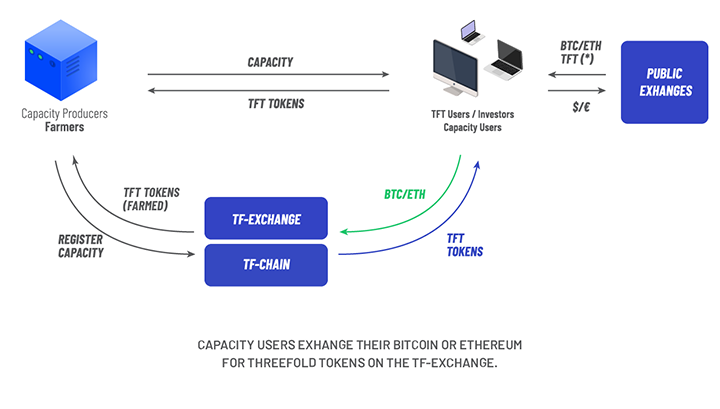 CAPACITY
TFT TOKENS
Capacity Producers
Farmers
TFT Users / Investors
Capacity Users
BTC/ETH
TFT (*)
$/€
PUBLIC
EXHANGES
TFT TOKENS
(FARMED)
REGISTER
CAPACITY
TF-EXCHANGE
TF-CHAIN
BTC/ETH
TFT
TOKENS
CAPACITY USERS EXHANGE THEIR BITCOIN OR ETHEREUM
FOR THREEFOLD TOKENS ON THE TF-EXCHANGE.